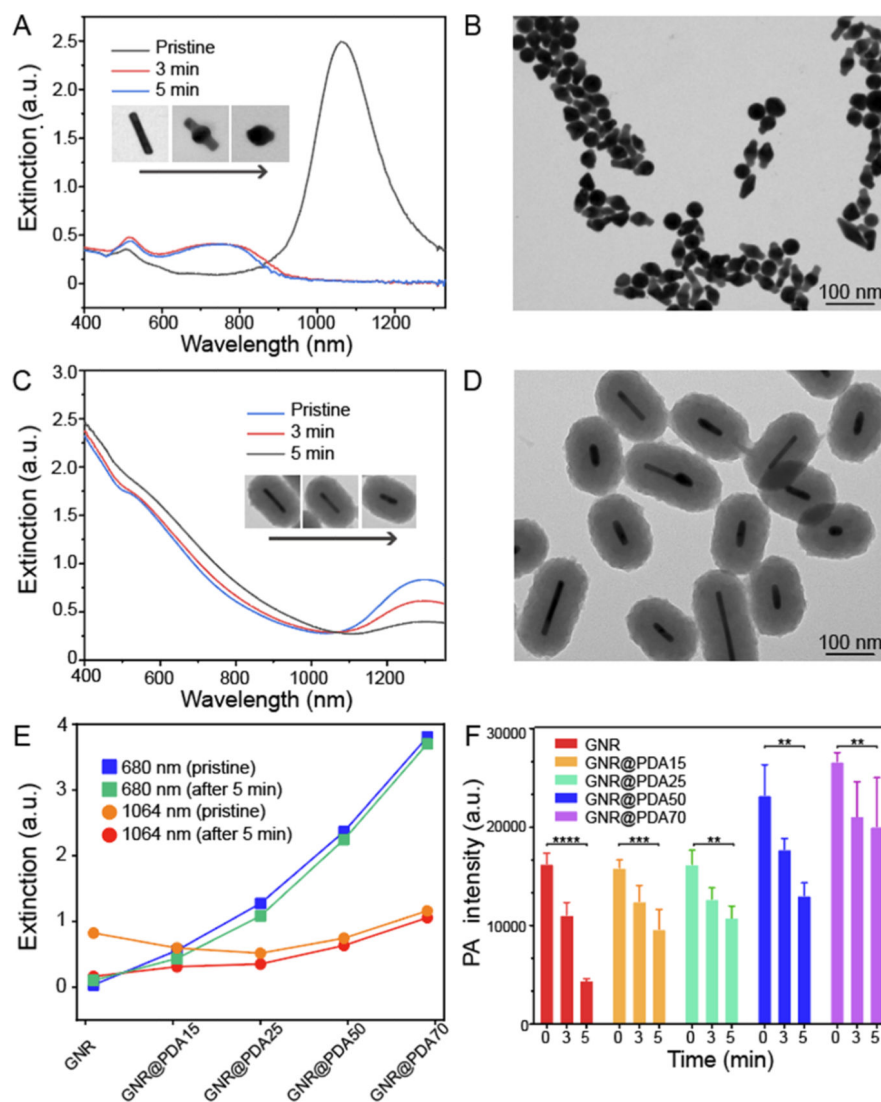 A
Extinction (a.u.)
2.5
2.0
1.5
1.0
0.5
0
Pristine
3 min
5 min
400 600 800 1000 1200
Wavelength (nm)
B
100 nm
C
Extinction (a.u.)
3.0
2.5
2.0
1.5
1.0
0.5
0
Pristine
3 min
5 min
400 600 800 1000 1200
Wavelength (nm)
D
100 nm
E
Extinction (a.u.)
4
3
2
1
0
680 nm (pristine)
680 nm (after 5 min)
1064 nm (pristine)
1064 nm (after 5 min)
GNR GNR@PDA15 GNR@PDA25 GNR@PDA50 GNR@PDA70
F
PA intensity (a.u.)
30000
20000
10000
0
GNR
GNR@PDA15
GNR@PDA25
GNR@PDA50
GNR@PDA70
**** *** ** ** **
0 3 5 0 3 5 0 3 5 0 3 5 0 3 5
Time (min)